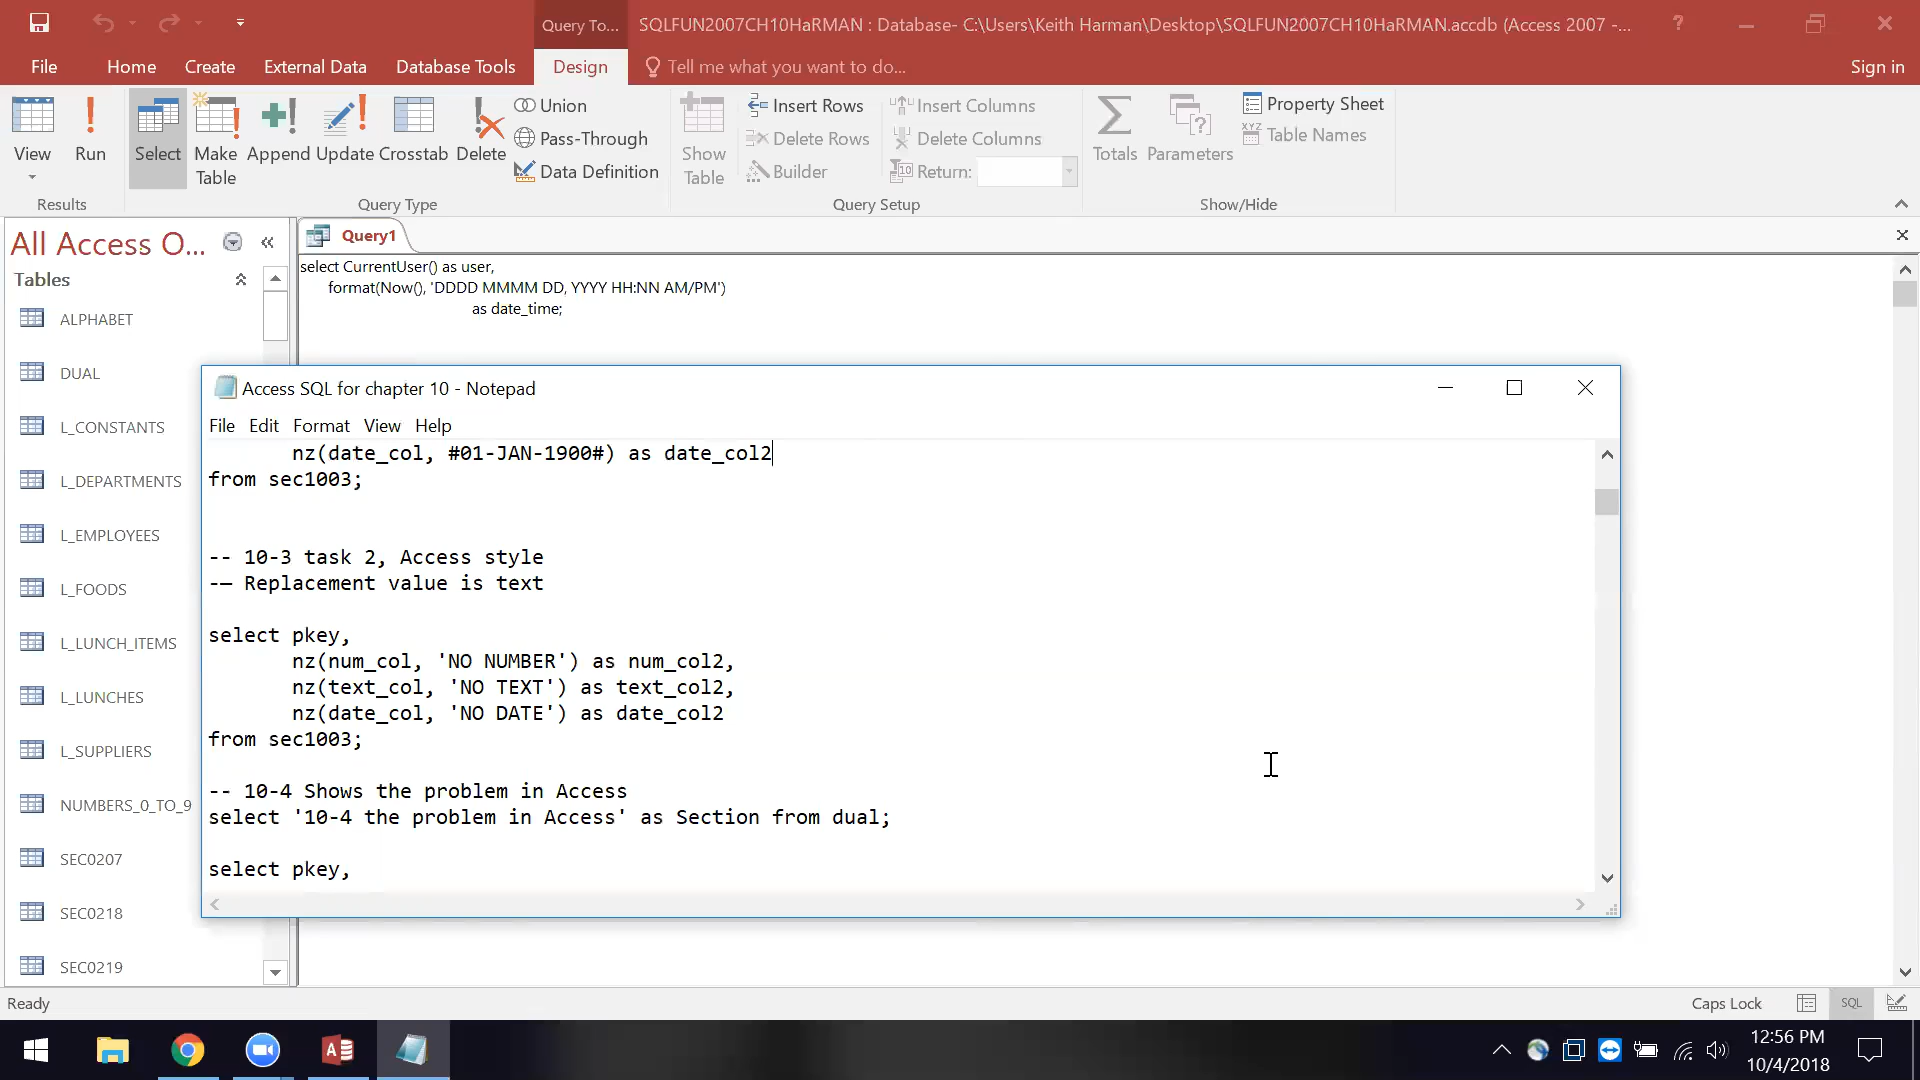 Query To...
SQLFUN2007CH10HaRMAN : Database- C:\Users\Keith Harman\Desktop\SQLFUN2007CH10HaRMAN.accdb (Access 2007 -...
?
File
Home
Create
External Data
Database Tools
Design
Tell me what you want to do...
Sign in
View
Run
Select
Make Table
Append
Update
Crosstab
Delete
Union
Pass-Through
Data Definition
Show Table
Insert Rows
Delete Rows
Builder
Insert Columns
Delete Columns
Return:
Totals
Parameters
Property Sheet
Table Names
Results
Query Type
Query Setup
Show/Hide
All Access O...
Tables
ALPHABET
DUAL
L_CONSTANTS
L_DEPARTMENTS
L_EMPLOYEES
L_FOODS
L_LUNCH_ITEMS
L_LUNCHES
L_SUPPLIERS
NUMBERS_0_TO_9
SEC0207
SEC0218
SEC0219
Query1
select CurrentUser() as user,
format(Now(), 'DDDD MMMM DD, YYYY HH:NN AM/PM')
as date_time;
Access SQL for chapter 10 - Notepad
File Edit Format View Help
nz(date_col, #01-JAN-1900#) as date_col2
from sec1003;
-- 10-3 task 2, Access style
-– Replacement value is text
select pkey,
nz(num_col, 'NO NUMBER') as num_col2,
nz(text_col, 'NO TEXT') as text_col2,
nz(date_col, 'NO DATE') as date_col2
from sec1003;
-- 10-4 Shows the problem in Access
select '10-4 the problem in Access' as Section from dual;
select pkey,
Ready
Caps Lock
SQL
12:56 PM
10/4/2018